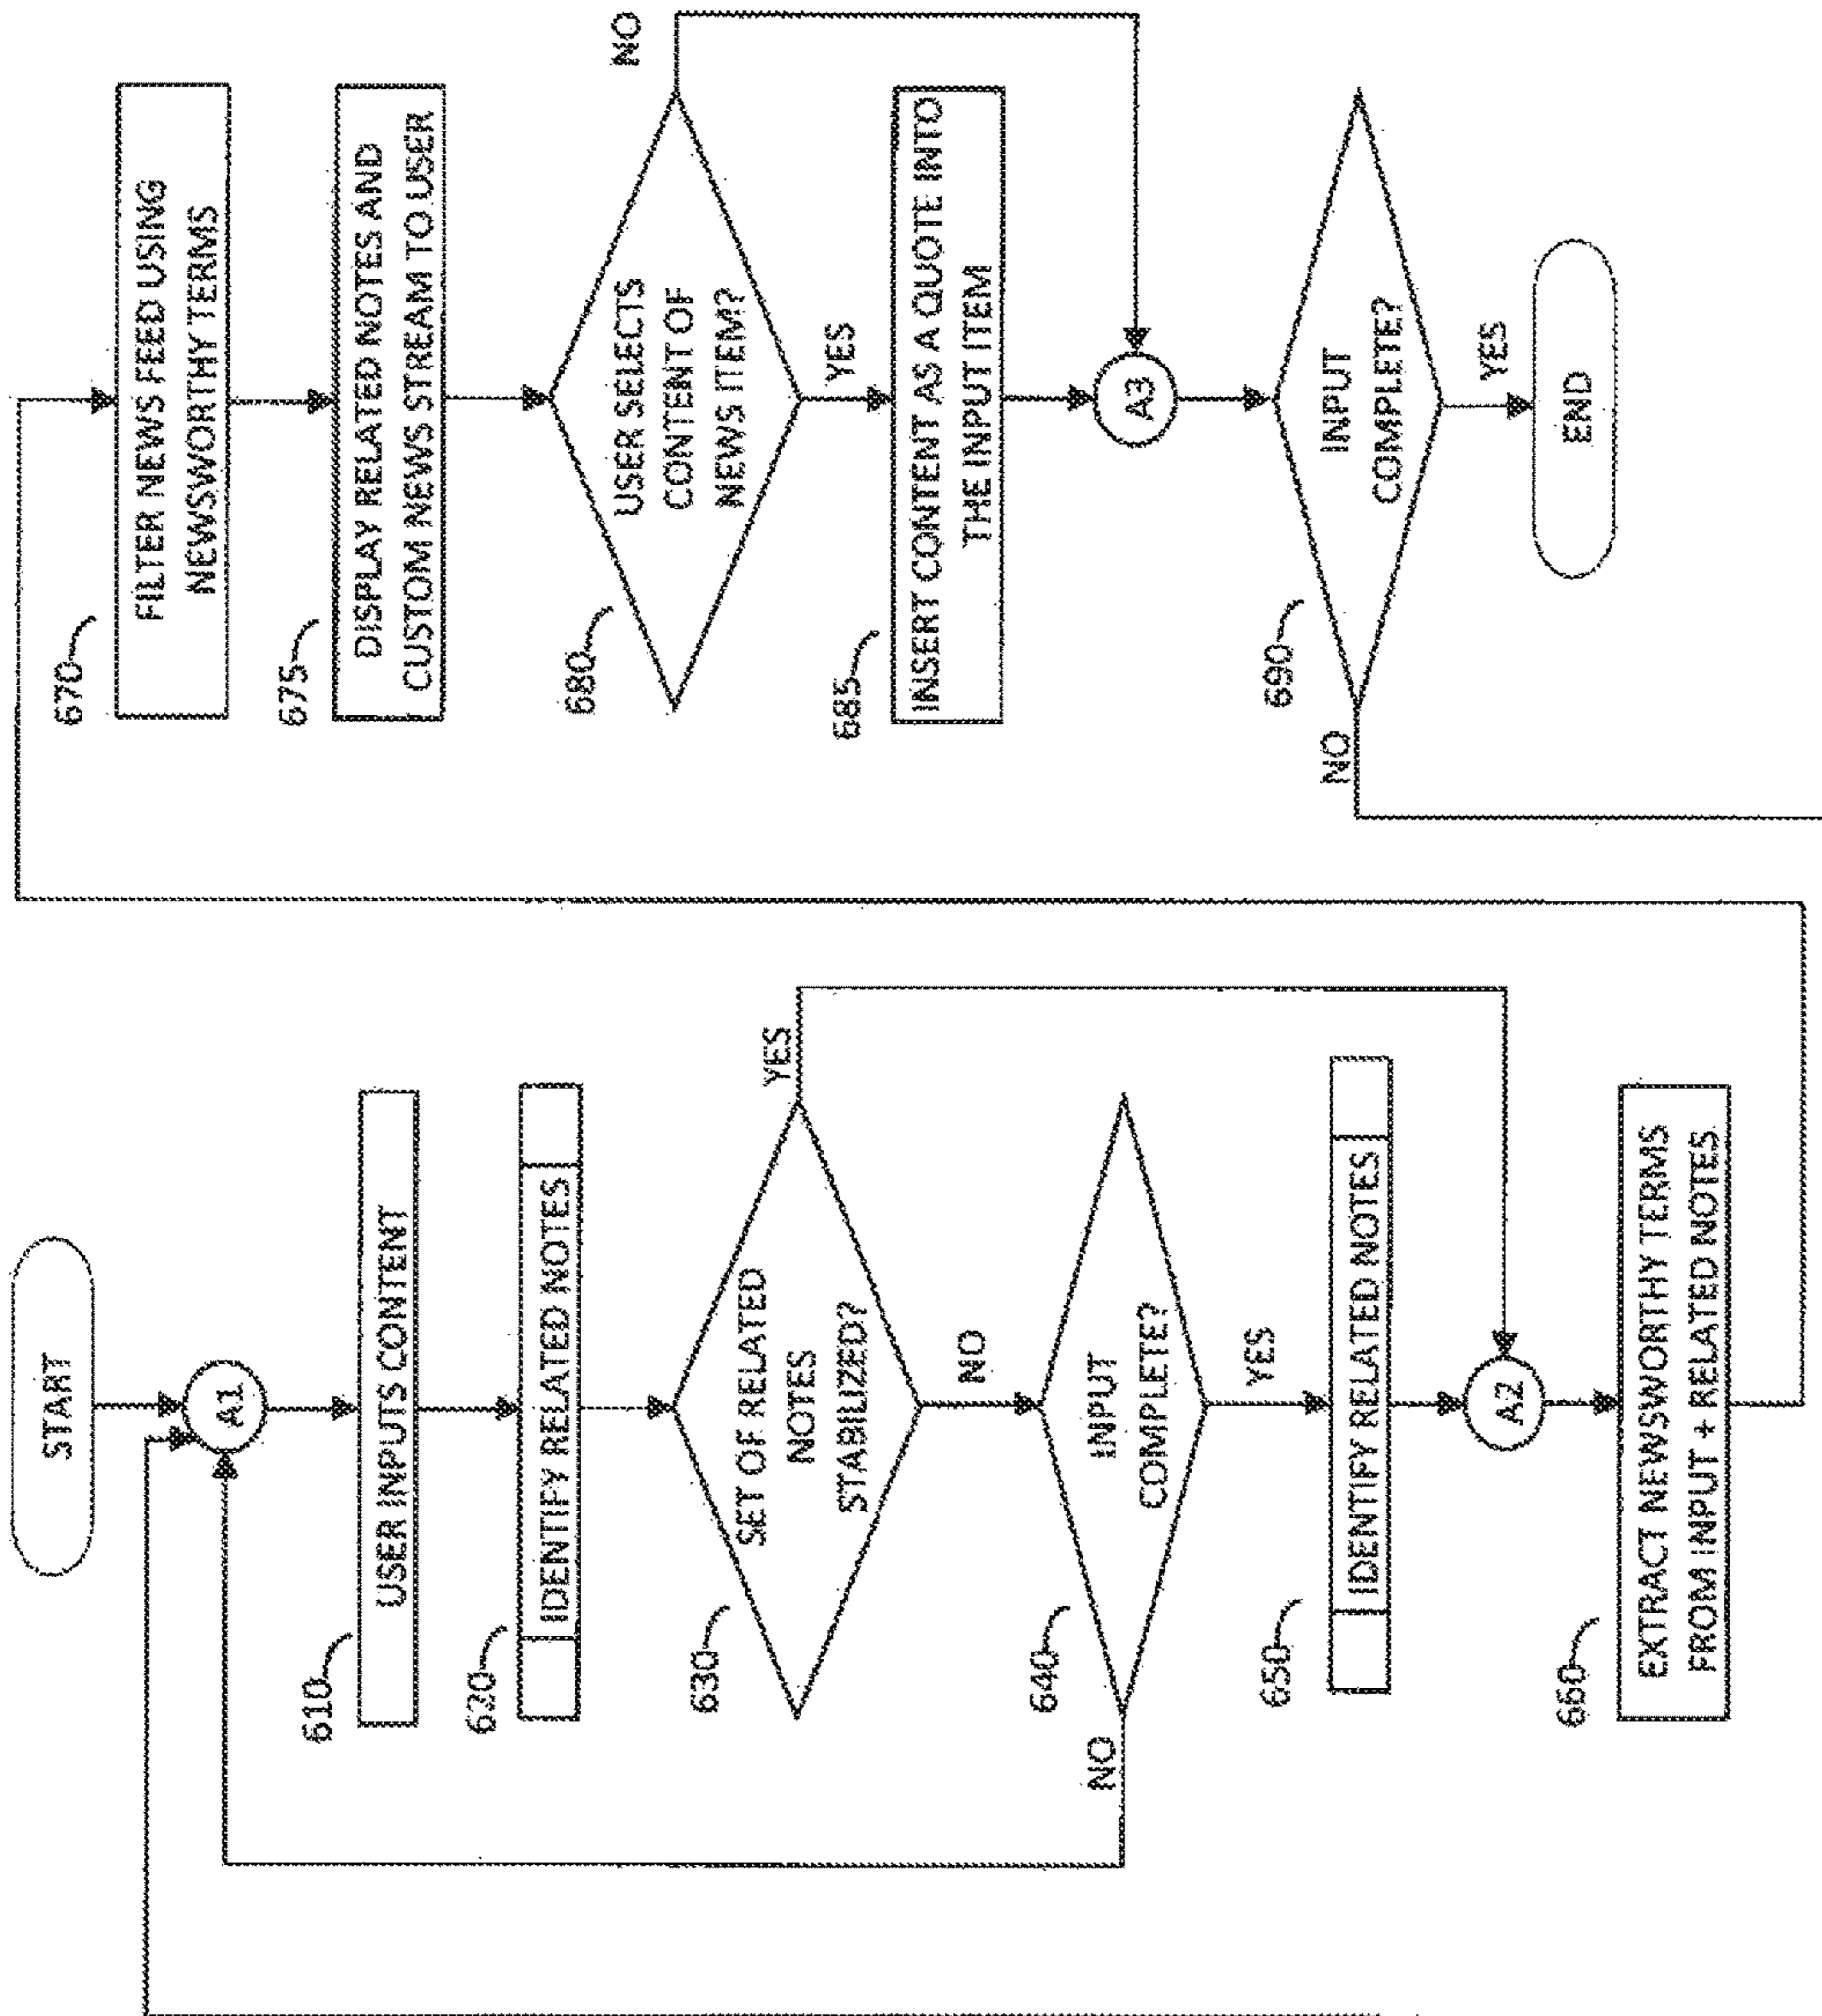 START
A1
610
USER INPUTS CONTENT
620
IDENTIFY RELATED NOTES
630
SET OF RELATED
NOTES
STABILIZED?
YES
NO
640
INPUT
COMPLETE?
NO
YES
650
IDENTIFY RELATED NOTES
A2
660
EXTRACT NEWSWORTHY TERMS
FROM INPUT + RELATED NOTES
670
FILTER NEWS FEED USING
NEWSWORTHY TERMS
675
DISPLAY RELATED NOTES AND
CUSTOM NEWS STREAM TO USER
680
USER SELECTS
CONTENT OF
NEWS ITEM?
NO
YES
685
INSERT CONTENT AS A QUOTE INTO
THE INPUT ITEM
A3
690
INPUT
COMPLETE?
NO
YES
END